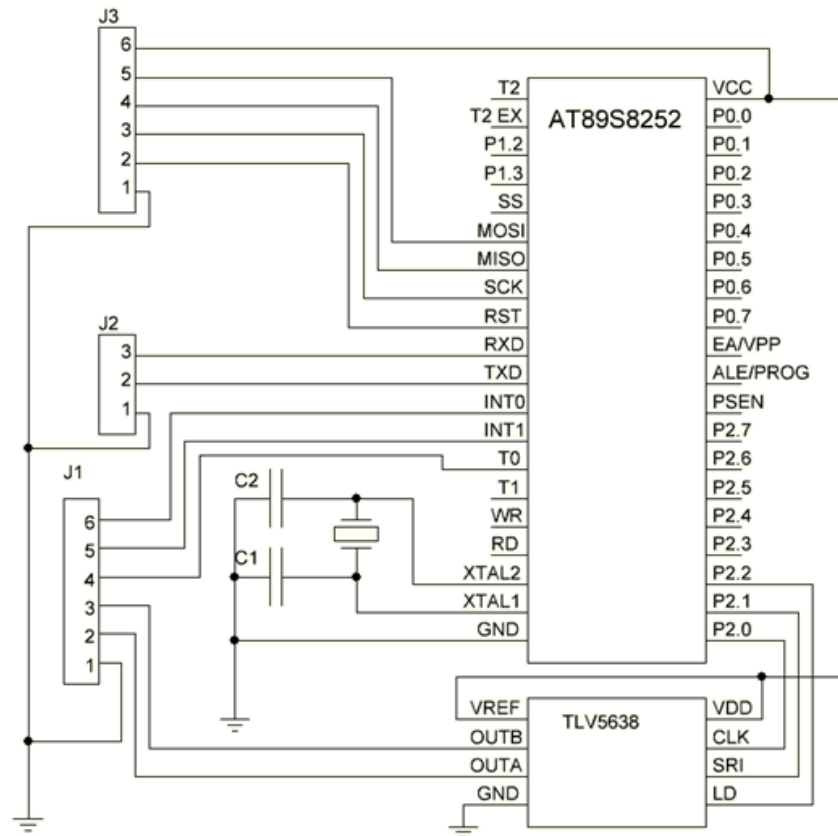 J3
6
5
4
3
2
1
J2
3
2
1
J1
6
5
4
3
2
1
C2
C1
AT89S8252
T2
T2 EX
P1.2
P1.3
SS
MOSI
MISO
SCK
RST
RXD
TXD
INT0
INT1
T0
T1
WR
RD
XTAL2
XTAL1
GND
VCC
P0.0
P0.1
P0.2
P0.3
P0.4
P0.5
P0.6
P0.7
EA/VPP
ALE/PROG
PSEN
P2.7
P2.6
P2.5
P2.4
P2.3
P2.2
P2.1
P2.0
TLV5638
VREF
OUTB
OUTA
GND
VDD
CLK
SRI
LD